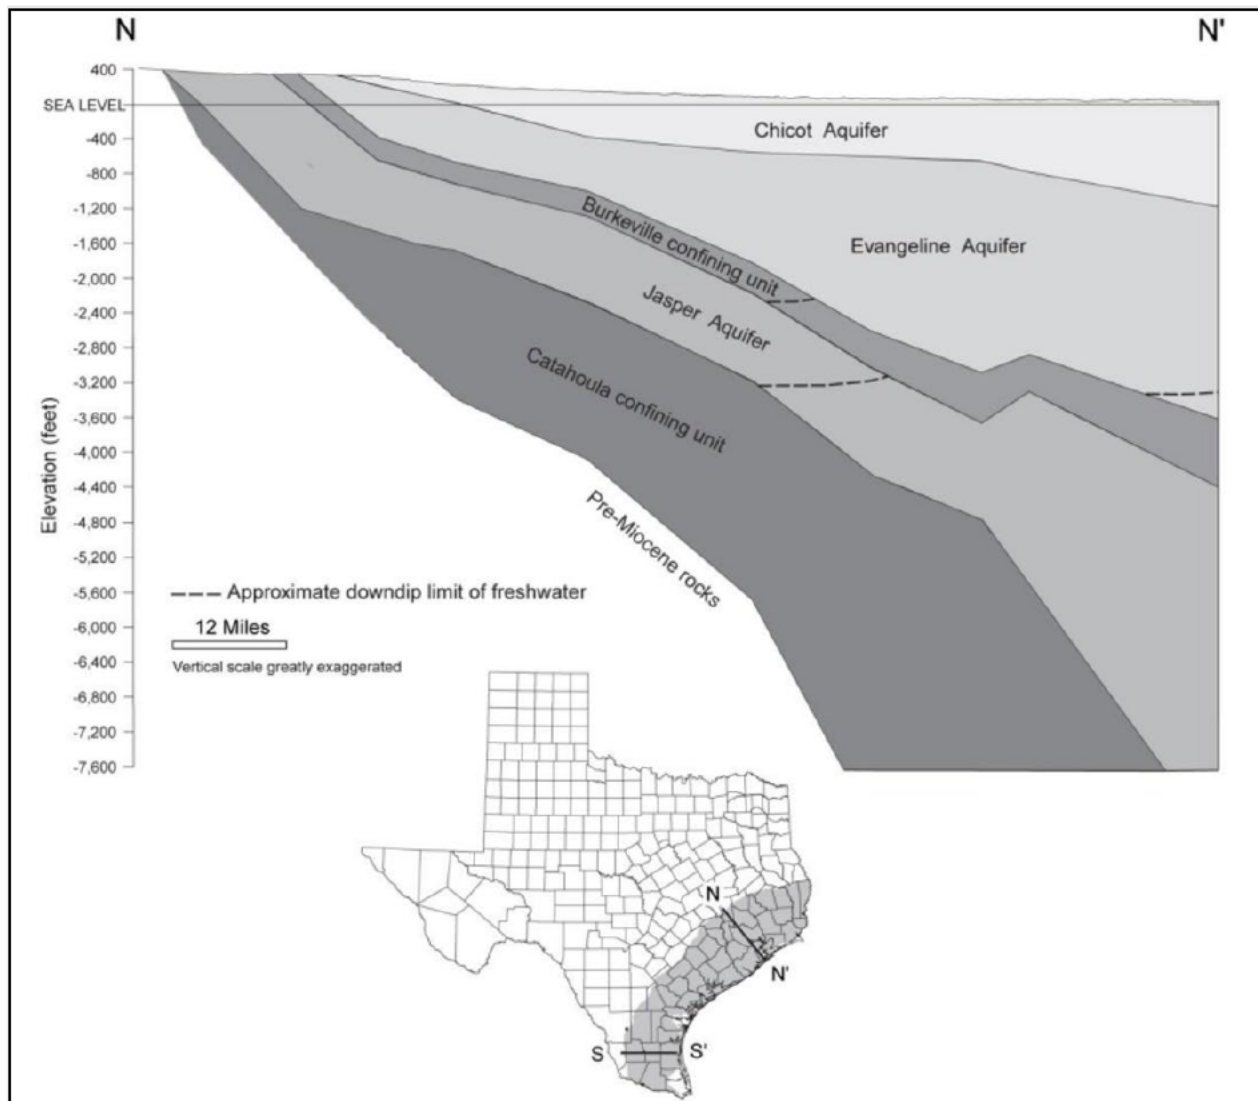 N N'
400
SEA LEVEL
-400
-800
-1,200
-1,600
-2,000
-2,400
-2,800
-3,200
-3,600
-4,000
-4,400
-4,800
-5,200
-5,600
-6,000
-6,400
-6,800
-7,200
-7,600
Elevation (feet)
Chicot Aquifer
Evangeline Aquifer
Burkeville confining unit
Jasper Aquifer
Catahoula confining unit
Pre-Miocene rocks
Approximate downdip limit of freshwater
12 Miles
Vertical scale greatly exaggerated
N
N'
S S'